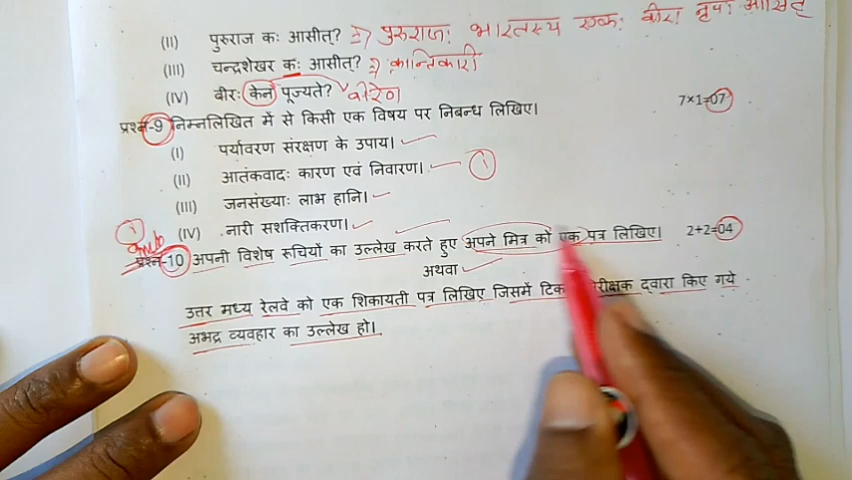 (II) पुरुराज कः आसीत्? ⇒ पुरुराजः भारतस्य एकः वीरः नृपः आसित्
(III) चन्द्रशेखर कः आसीत्? ⇒ क्रान्तिकारी
(IV) वीरः केन पूज्यते? वीरेण
प्रश्न-9 निम्नलिखित में से किसी एक विषय पर निबन्ध लिखिए। 7×1=07
(I) पर्यावरण संरक्षण के उपाय।
(II) आतंकवादः कारण एवं निवारण। 1
(III) जनसंख्याः लाभ हानि।
1 (IV) नारी सशक्तिकरण।
प्रश्न-10 अपनी विशेष रूचियों का उल्लेख करते हुए अपने मित्र को एक पत्र लिखिए। 2+2=04
अथवा
उत्तर मध्य रेलवे को एक शिकायती पत्र लिखिए जिसमें द्वारा किए गये
अभद्र व्यवहार का उल्लेख हो।